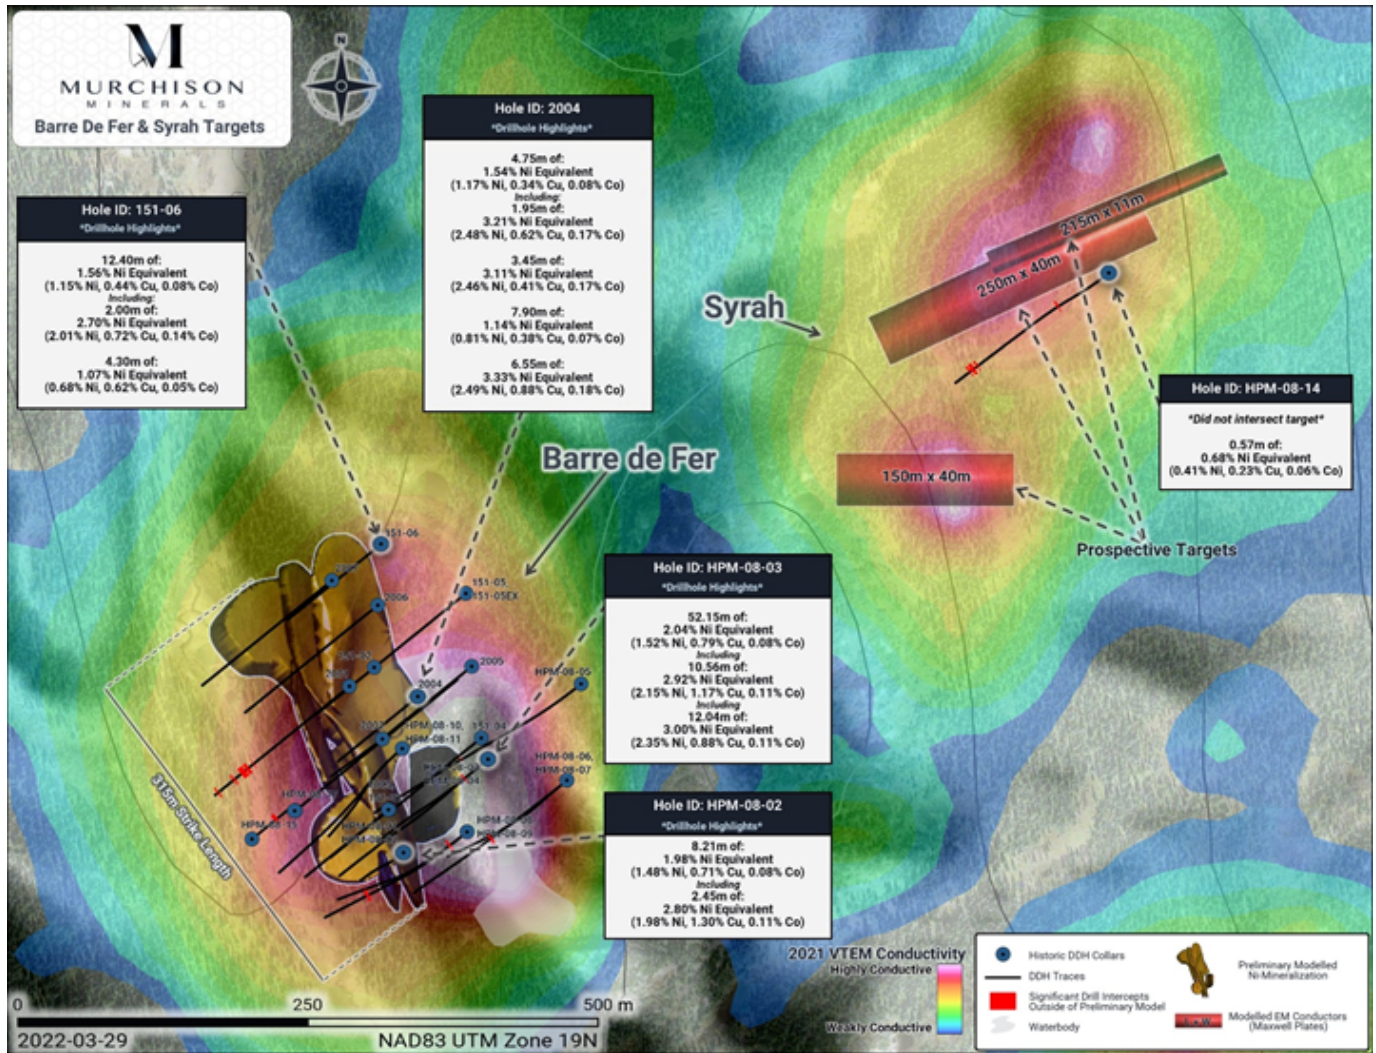 MURCHISON
MINERALS
Barre De Fer & Syrah Targets
N
Hole ID: 2004
*Drillhole Highlights*
4.75m of:
1.54% Ni Equivalent
(1.17% Ni, 0.34% Cu, 0.08% Co)
Including:
1.95m of:
3.21% Ni Equivalent
(2.48% Ni, 0.62% Cu, 0.17% Co)
3.45m of:
3.11% Ni Equivalent
(2.46% Ni, 0.41% Cu, 0.17% Co)
7.90m of:
1.14% Ni Equivalent
(0.81% Ni, 0.38% Cu, 0.07% Co)
6.55m of:
3.33% Ni Equivalent
(2.49% Ni, 0.88% Cu, 0.18% Co)
Hole ID: 151-06
*Drillhole Highlights*
12.40m of:
1.56% Ni Equivalent
(1.15% Ni, 0.44% Cu, 0.08% Co)
Including:
2.00m of:
2.70% Ni Equivalent
(2.01% Ni, 0.72% Cu, 0.14% Co)
4.30m of:
1.07% Ni Equivalent
(0.68% Ni, 0.62% Cu, 0.05% Co)
215m x 11m
250m x 40m
Syrah
Hole ID: HPM-08-14
*Did not intersect target*
0.57m of:
0.68% Ni Equivalent
(0.41% Ni, 0.23% Cu, 0.06% Co)
150m x 40m
Prospective Targets
Barre de Fer
151-06
2006
151-05
151-05EX
2005
HPM-08-05
2004
HPM-08-10,
HPM-08-11
151-04
HPM-08-06,
HPM-08-07
HPM-08-15
HPM-08-09
315m Strike Length
Hole ID: HPM-08-03
*Drillhole Highlights*
52.15m of:
2.04% Ni Equivalent
(1.52% Ni, 0.79% Cu, 0.08% Co)
Including
10.56m of:
2.92% Ni Equivalent
(2.15% Ni, 1.17% Cu, 0.11% Co)
Including
12.04m of:
3.00% Ni Equivalent
(2.35% Ni, 0.88% Cu, 0.11% Co)
Hole ID: HPM-08-02
*Drillhole Highlights*
8.21m of:
1.98% Ni Equivalent
(1.48% Ni, 0.71% Cu, 0.08% Co)
Including
2.45m of:
2.80% Ni Equivalent
(1.98% Ni, 1.30% Cu, 0.11% Co)
2021 VTEM Conductivity
Highly Conductive
Weakly Conductive
Historic DDH Collars
DDH Traces
Significant Drill Intercepts
Outside of Preliminary Model
Waterbody
Preliminary Modelled
Ni-Mineralization
L x W
Modelled EM Conductors
(Maxwell Plates)
0 250 500 m
2022-03-29
NAD83 UTM Zone 19N